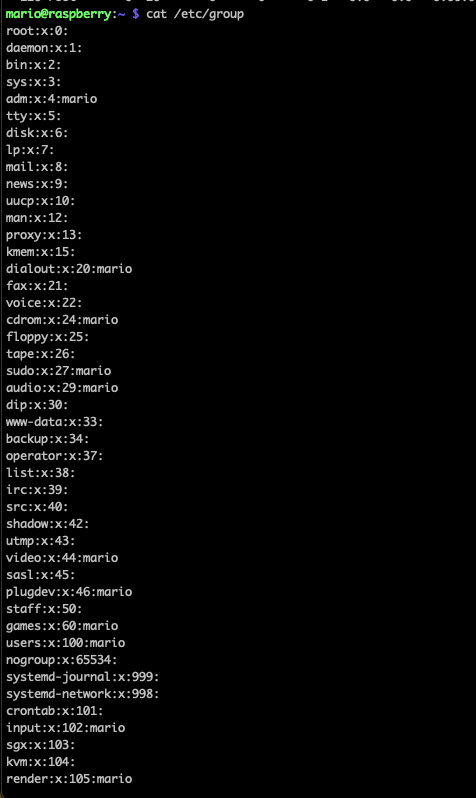 mario@raspberry:~ $ cat /etc/group
root:x:0:
daemon:x:1:
bin:x:2:
sys:x:3:
adm:x:4:mario
tty:x:5:
disk:x:6:
lp:x:7:
mail:x:8:
news:x:9:
uucp:x:10:
man:x:12:
proxy:x:13:
kmem:x:15:
dialout:x:20:mario
fax:x:21:
voice:x:22:
cdrom:x:24:mario
floppy:x:25:
tape:x:26:
sudo:x:27:mario
audio:x:29:mario
dip:x:30:
www-data:x:33:
backup:x:34:
operator:x:37:
list:x:38:
irc:x:39:
src:x:40:
shadow:x:42:
utmp:x:43:
video:x:44:mario
sasl:x:45:
plugdev:x:46:mario
staff:x:50:
games:x:60:mario
users:x:100:mario
nogroup:x:65534:
systemd-journal:x:999:
systemd-network:x:998:
crontab:x:101:
input:x:102:mario
sgx:x:103:
kvm:x:104:
render:x:105:mario